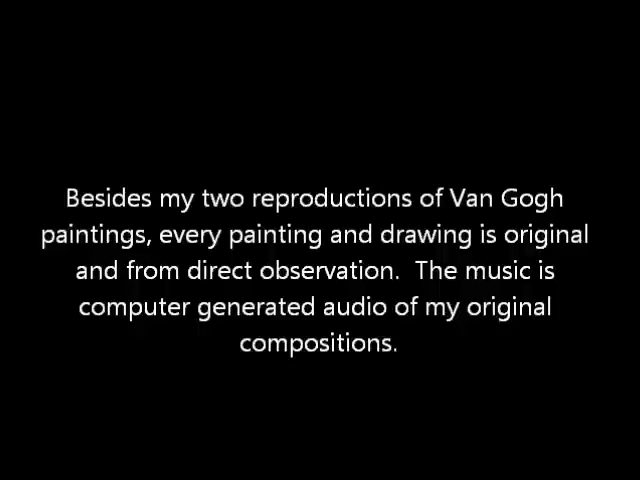 Besides my two reproductions of Van Gogh
paintings, every painting and drawing is original
and from direct observation.  The music is
computer generated audio of my original
compositions.